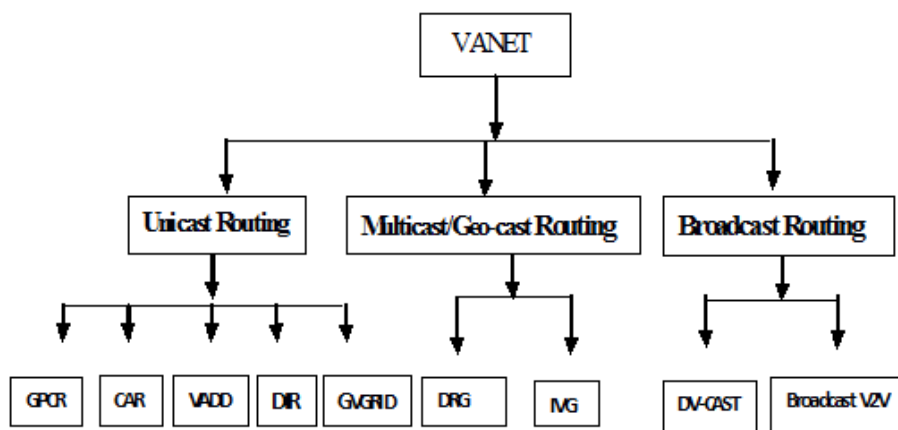 VANET
Unicast Routing
Multicast/Geo-cast Routing
Broadcast Routing
GPCR
CAR
VADD
DIR
GVGRID
DRG
IVG
DV-CAST
Broadcast V2V